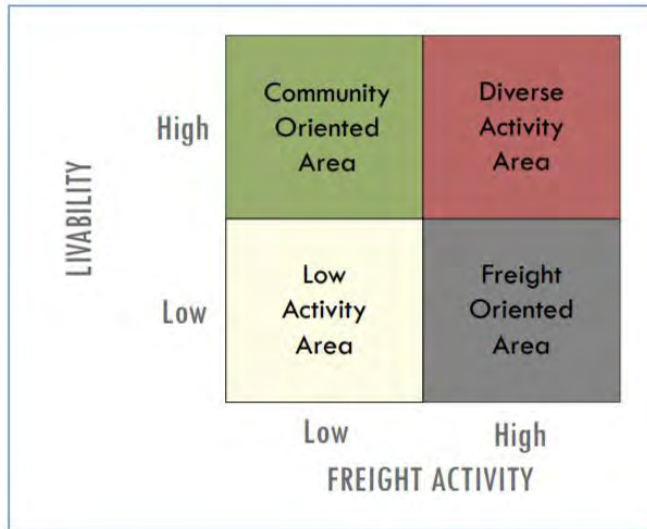 Community
Oriented
Area
Diverse
Activity
Area
High
LIVABILITY
Low
Activity
Area
Freight
Oriented
Area
Low
Low
High
FREIGHT ACTIVITY